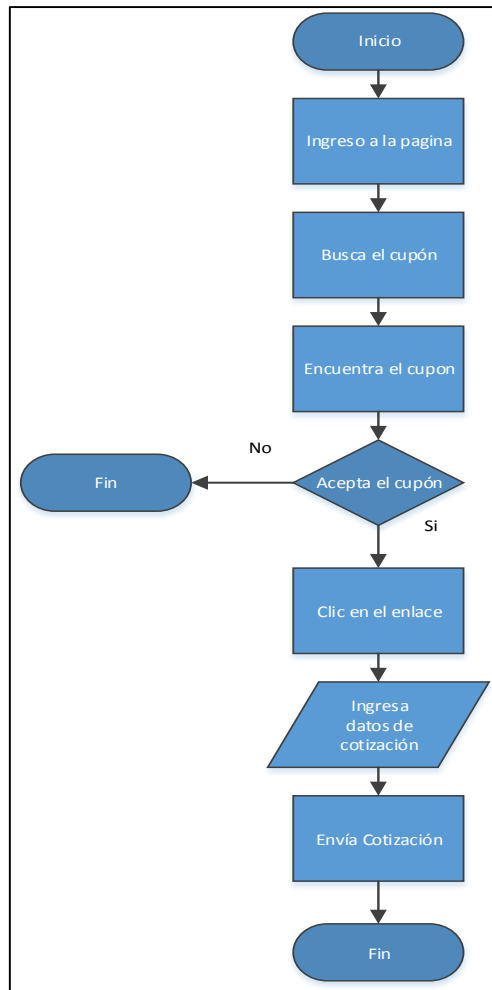 Inicio
Ingreso a la pagina
Busca el cupón
Encuentra el cupon
No
Fin
Acepta el cupón
Si
Clic en el enlace
Ingresa
datos de
cotización
Envía Cotización
Fin